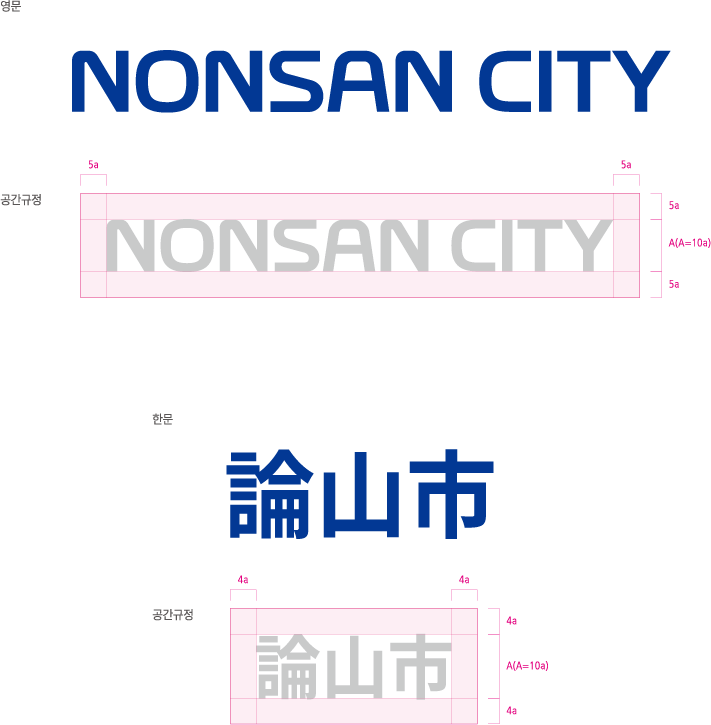 영문
NONSAN CITY
5a 5a
공간규정
NONSAN CITY
5a
A(A=10a)
5a
한문
論山市
4a 4a
공간규정
論山市
4a
A(A=10a)
4a